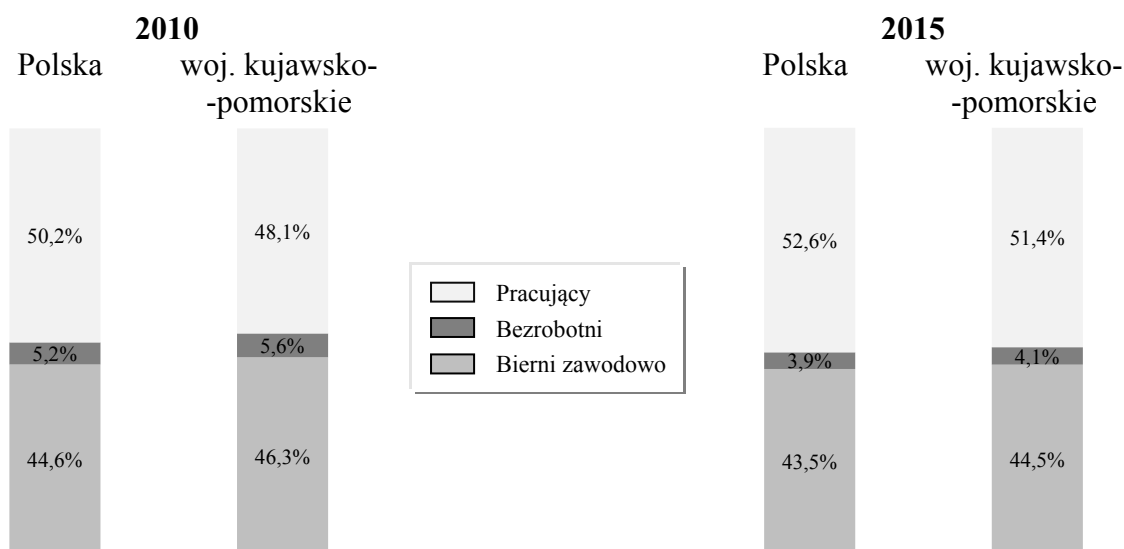 2010
Polska
woj. kujawsko-
-pomorskie
50,2%
48,1%
5,2%
5,6%
44,6%
46,3%
Pracujący
Bezrobotni
Bierni zawodowo
2015
Polska
woj. kujawsko-
-pomorskie
52,6%
51,4%
3,9%
4,1%
43,5%
44,5%